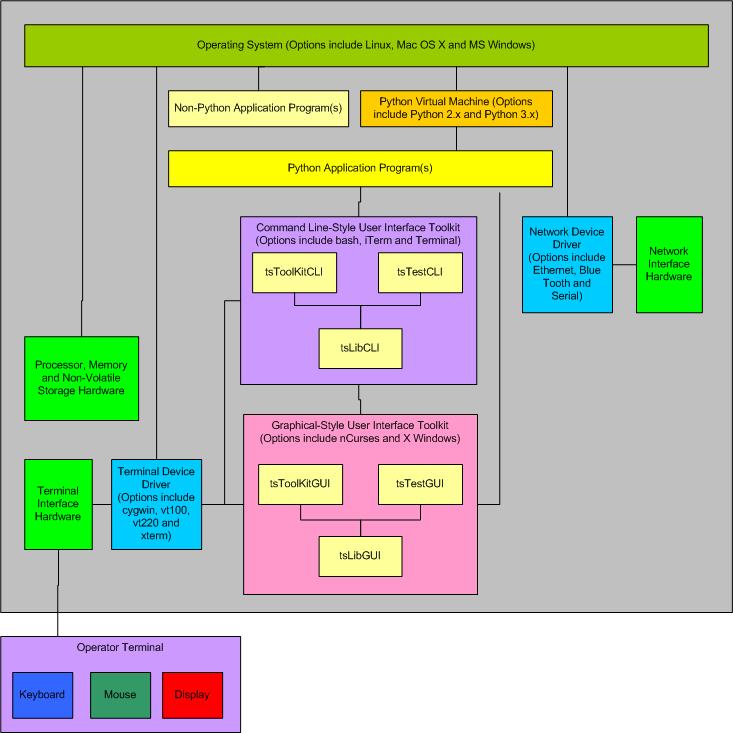 Operating System (Options include Linux, Mac OS X and MS Windows)
Non-Python Application Program(s)
Python Virtual Machine (Options
include Python 2.x and Python 3.x)
Python Application Program(s)
Command Line-Style User Interface Toolkit
(Options include bash, iTerm and Terminal)
tsToolKitCLI
tsTestCLI
tsLibCLI
Network Device
Driver
(Options include
Ethernet, Blue
Tooth and
Serial)
Network
Interface
Hardware
Processor, Memory
and Non-Volatile
Storage Hardware
Graphical-Style User Interface Toolkit
(Options include nCurses and X Windows)
tsToolKitGUI
tsTestGUI
tsLibGUI
Terminal
Interface
Hardware
Terminal Device
Driver
(Options include
cygwin, vt100,
vt220 and
xterm)
Operator Terminal
Keyboard
Mouse
Display